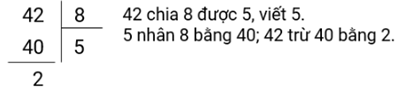 42 8 42 chia 8 được 5, viết 5.
40 5 5 nhân 8 bằng 40; 42 trừ 40 bằng 2.
2